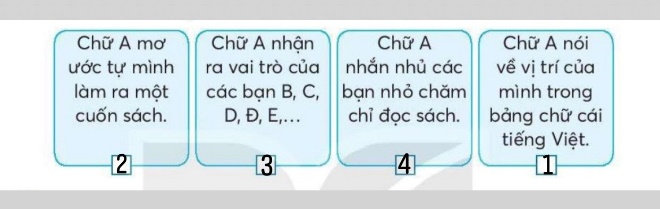 Chữ A mơ
ước tự mình
làm ra một
cuốn sách.
2
Chữ A nhận
ra vai trò của
các bạn B, C,
D, Đ, E,...
3
Chữ A
nhắn nhủ các
bạn nhỏ chăm
chỉ đọc sách.
4
Chữ A nói
về vị trí của
mình trong
bảng chữ cái
tiếng Việt.
1